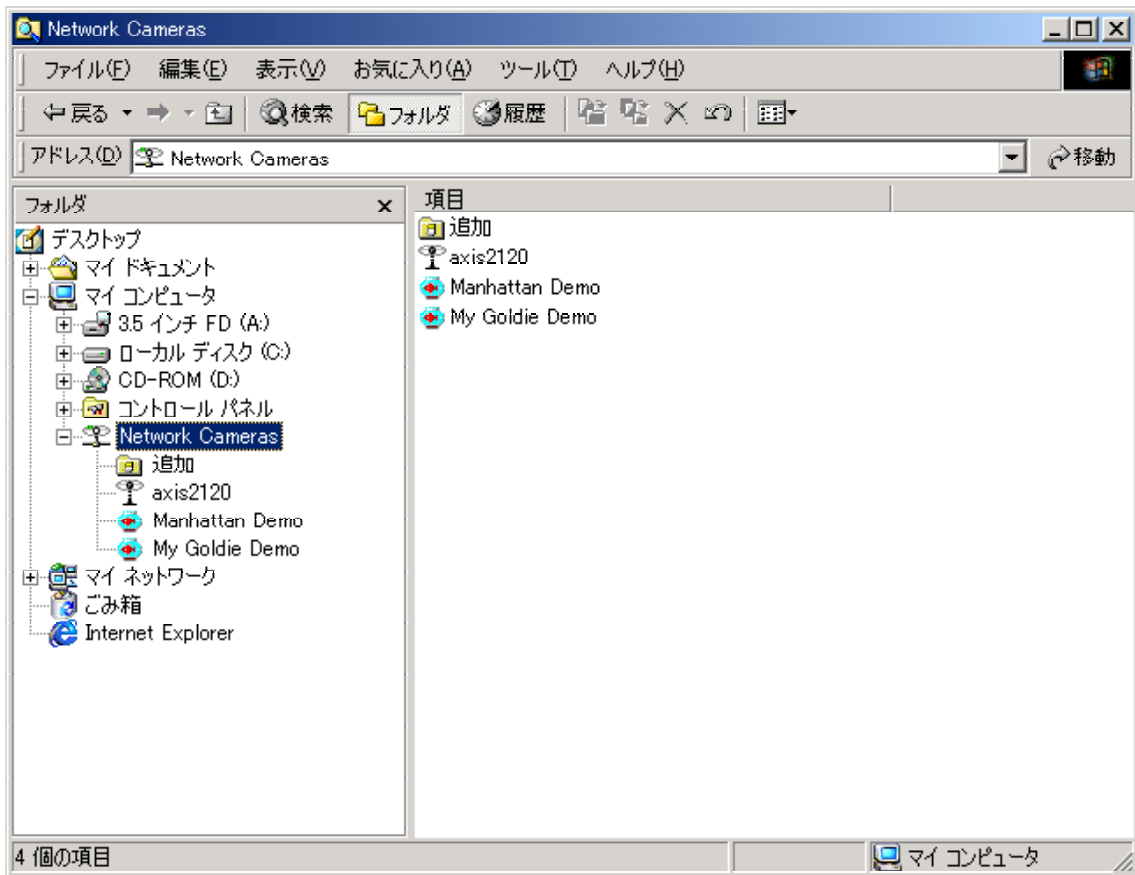 Network Cameras
ファイル(F) 編集(E) 表示(V) お気に入り(A) ツール(T) ヘルプ(H)
戻る 検索 フォルダ 履歴
アドレス(D) Network Cameras 移動
フォルダ
デスクトップ
マイ ドキュメント
マイ コンピュータ
3.5 インチ FD (A:)
ローカル ディスク (C:)
CD-ROM (D:)
コントロール パネル
Network Cameras
追加
axis2120
Manhattan Demo
My Goldie Demo
マイ ネットワーク
ごみ箱
Internet Explorer
項目
追加
axis2120
Manhattan Demo
My Goldie Demo
4 個の項目
マイ コンピュータ